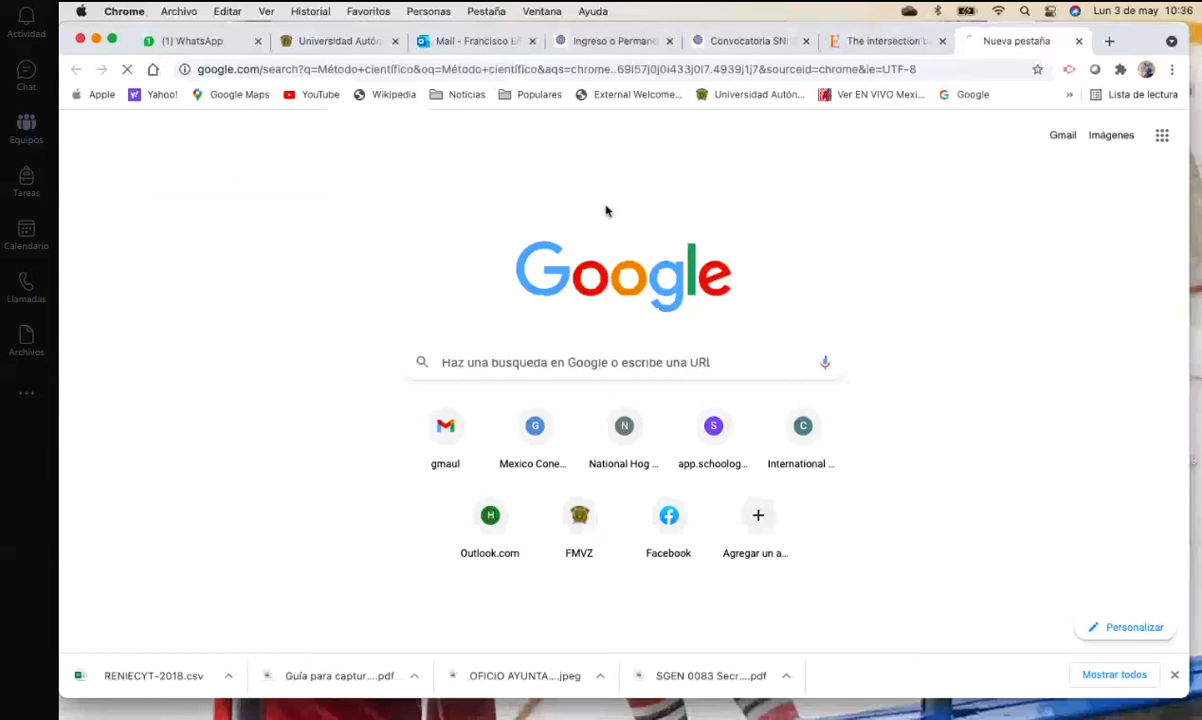 Chrome Archivo Editar Ver Historial Favoritos Personas Pestaña Ventana Ayuda Lun 3 de may 10:36
Actividad
Chat
Equipos
Tareas
Calendario
Llamadas
Archivos
(1) WhatsApp Universidad Autón Mail - Francisco E Ingreso o Permane Convocatoria SNI The intersection b Nueva pestaña
google.com/search?q=Método+científico&oq=Método+científico&aqs=chrome..69i57j0j0i433j0l7.4939j1j7&sourceid=chrome&ie=UTF-8
Apple Yahoo! Google Maps YouTube Wikipedia Noticias Populares External Welcome... Universidad Autón... Ver EN VIVO Mexi... Google » Lista de lectura
Gmail Imágenes
Google
Haz una búsqueda en Google o escribe una URL
gmaul Mexico Cone... National Hog ... app.schoolog... International ...
Outlook.com FMVZ Facebook Agregar un a...
Personalizar
RENIECYT-2018.csv Guía para captur....pdf OFICIO AYUNTA....jpeg SGEN 0083 Secr....pdf Mostrar todos